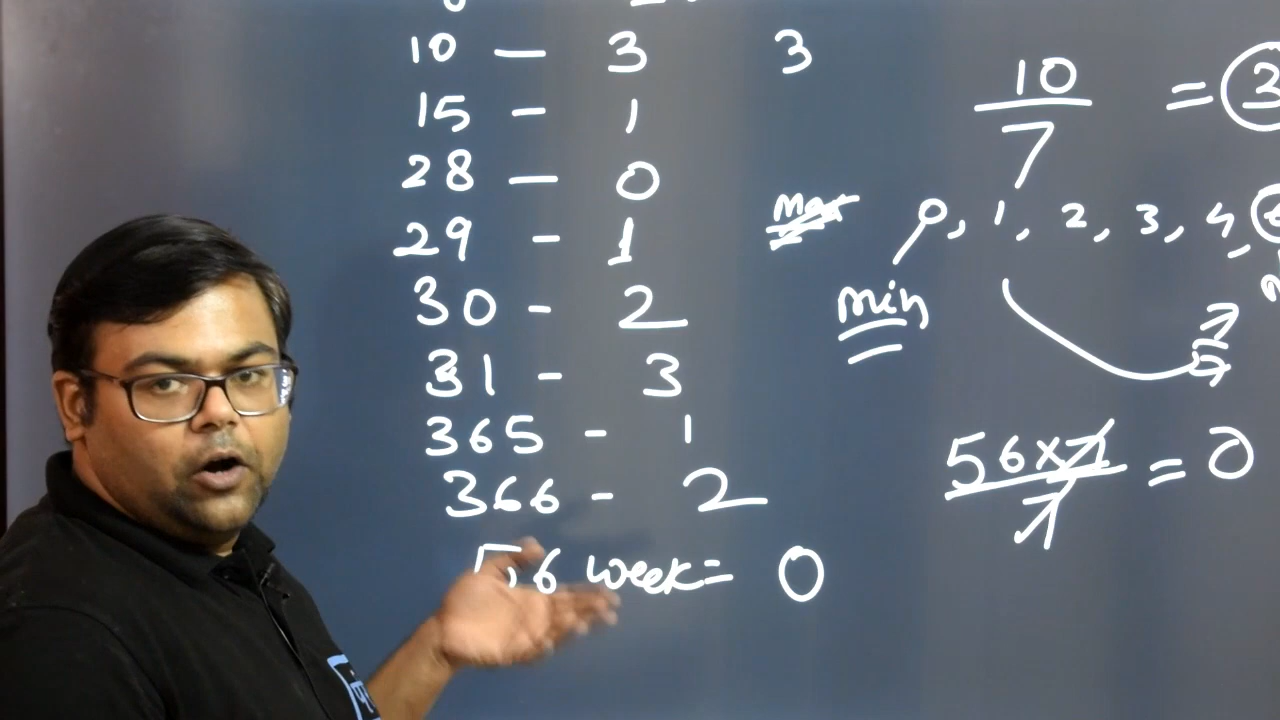 10 — 3 3
15 - 1
28 — 0
29 - 1
30 - 2
31 - 3
365 - 1
366 - 2
56 week = 0
10/7 = 3
max 0, 1, 2, 3, 4,
min
56×7/7 = 0